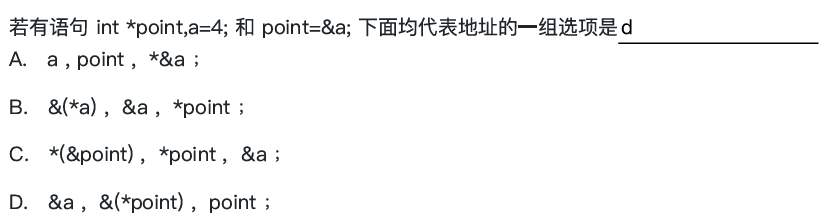 若有语句 int *point,a=4; 和 point=&a; 下面均代表地址的一组选项是 d
A. a , point , *&a ;
B. &(*a) , &a , *point ;
C. *(&point) , *point , &a ;
D. &a , &(*point) , point ;